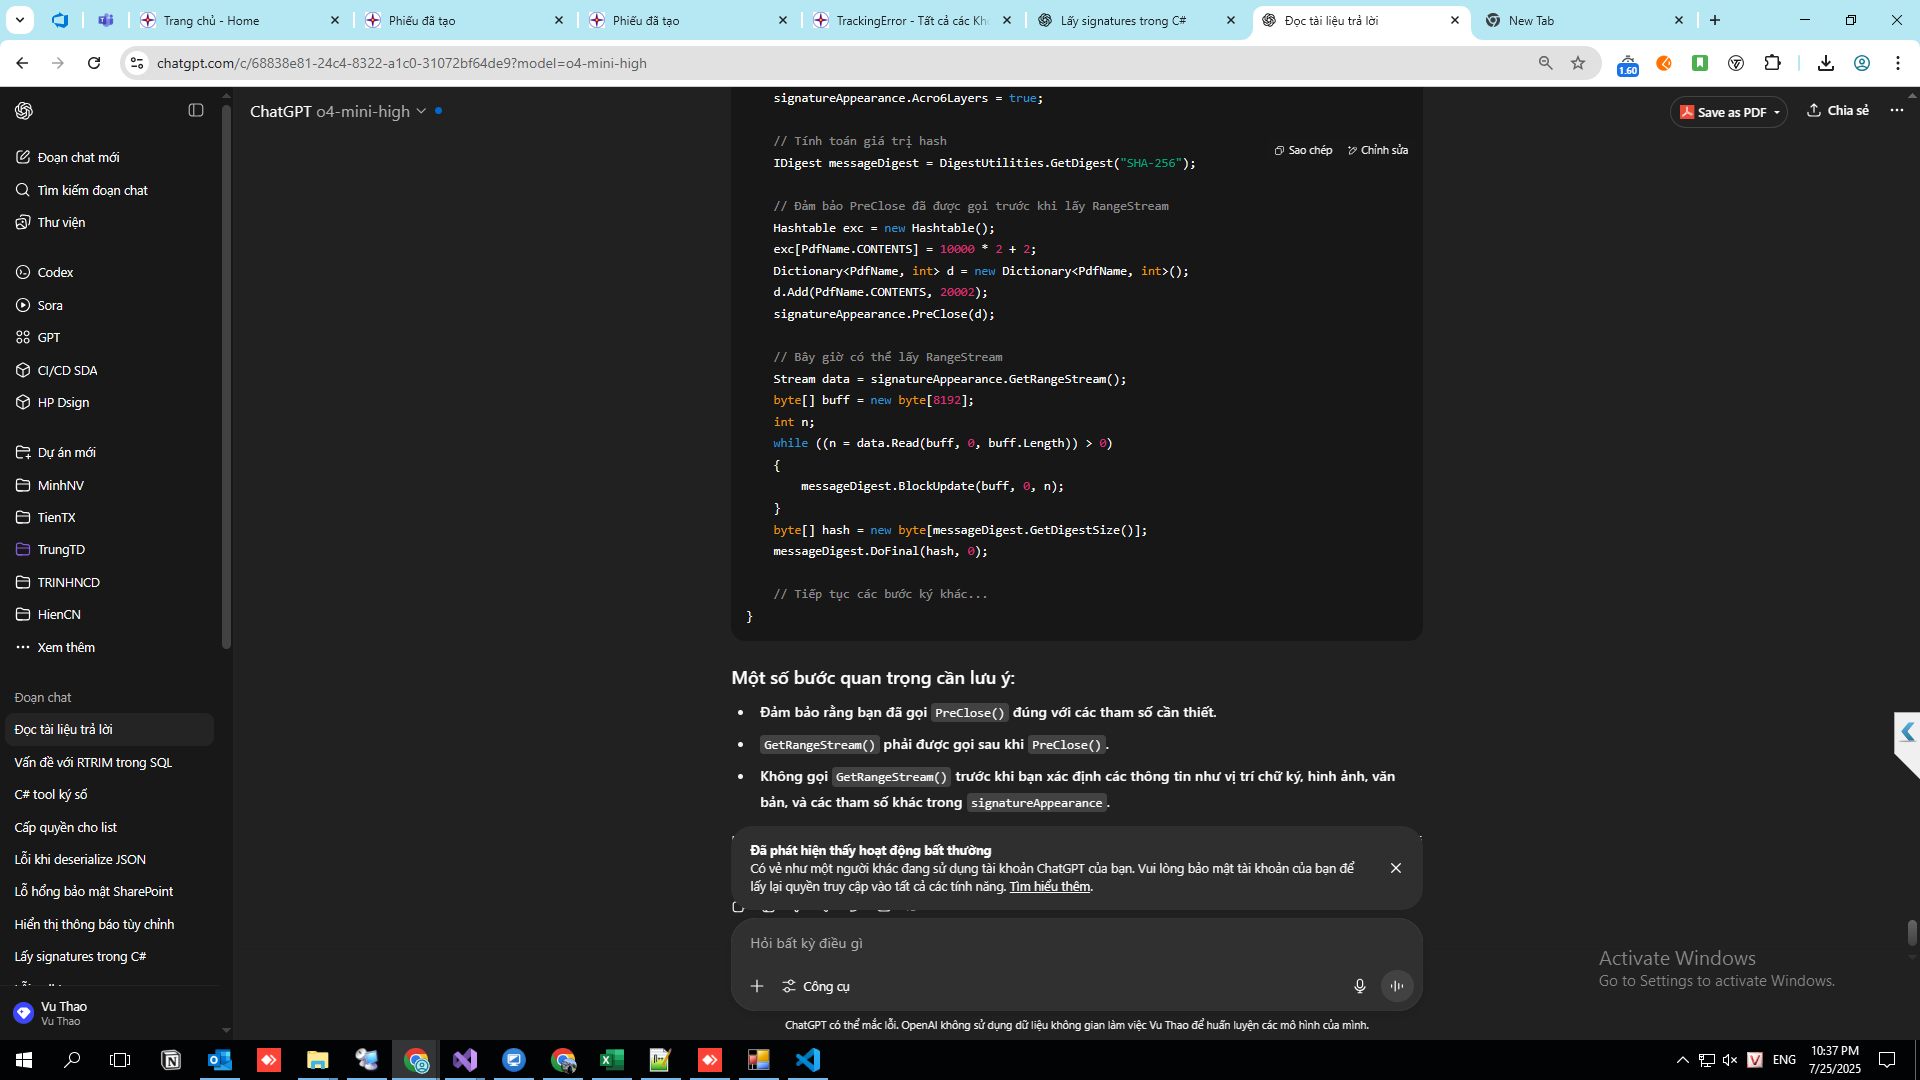 Trang chủ - Home
Phiếu đã tạo
Phiếu đã tạo
TrackingError - Tất cả các Kh
Lấy signatures trong C#
Đọc tài liệu trả lời
New Tab
chatgpt.com/c/68838e81-24c4-8322-a1c0-31072bf64de9?model=o4-mini-high
1.60
ChatGPT o4-mini-high
Save as PDF
Chia sẻ
Đoạn chat mới
Tìm kiếm đoạn chat
Thư viện
Codex
Sora
GPT
CI/CD SDA
HP Dsign
Dự án mới
MinhNV
TienTX
TrungTD
TRINHNCD
HienCN
Xem thêm
Đoạn chat
Đọc tài liệu trả lời
Vấn đề với RTRIM trong SQL
C# tool ký số
Cấp quyền cho list
Lỗi khi deserialize JSON
Lỗ hổng bảo mật SharePoint
Hiển thị thông báo tùy chỉnh
Lấy signatures trong C#
Vu Thao
Vu Thao
signatureAppearance.Acro6Layers = true;
// Tính toán giá trị hash
Sao chép
Chỉnh sửa
IDigest messageDigest = DigestUtilities.GetDigest("SHA-256");
// Đảm bảo PreClose đã được gọi trước khi lấy RangeStream
Hashtable exc = new Hashtable();
exc[PdfName.CONTENTS] = 10000 * 2 + 2;
Dictionary<PdfName, int> d = new Dictionary<PdfName, int>();
d.Add(PdfName.CONTENTS, 20002);
signatureAppearance.PreClose(d);
// Bây giờ có thể lấy RangeStream
Stream data = signatureAppearance.GetRangeStream();
byte[] buff = new byte[8192];
int n;
while ((n = data.Read(buff, 0, buff.Length)) > 0)
{
messageDigest.BlockUpdate(buff, 0, n);
}
byte[] hash = new byte[messageDigest.GetDigestSize()];
messageDigest.DoFinal(hash, 0);
// Tiếp tục các bước ký khác...
}
Một số bước quan trọng cần lưu ý:
• Đảm bảo rằng bạn đã gọi PreClose() đúng với các tham số cần thiết.
• GetRangeStream() phải được gọi sau khi PreClose().
• Không gọi GetRangeStream() trước khi bạn xác định các thông tin như vị trí chữ ký, hình ảnh, văn
bản, và các tham số khác trong signatureAppearance.
Đã phát hiện thấy hoạt động bất thường
Có vẻ như một người khác đang sử dụng tài khoản ChatGPT của bạn. Vui lòng bảo mật tài khoản của bạn để
lấy lại quyền truy cập vào tất cả các tính năng. Tìm hiểu thêm.
Hỏi bất kỳ điều gì
Công cụ
ChatGPT có thể mắc lỗi. OpenAI không sử dụng dữ liệu không gian làm việc Vu Thao để huấn luyện các mô hình của mình.
Activate Windows
Go to Settings to activate Windows.
ENG
10:37 PM
7/25/2025